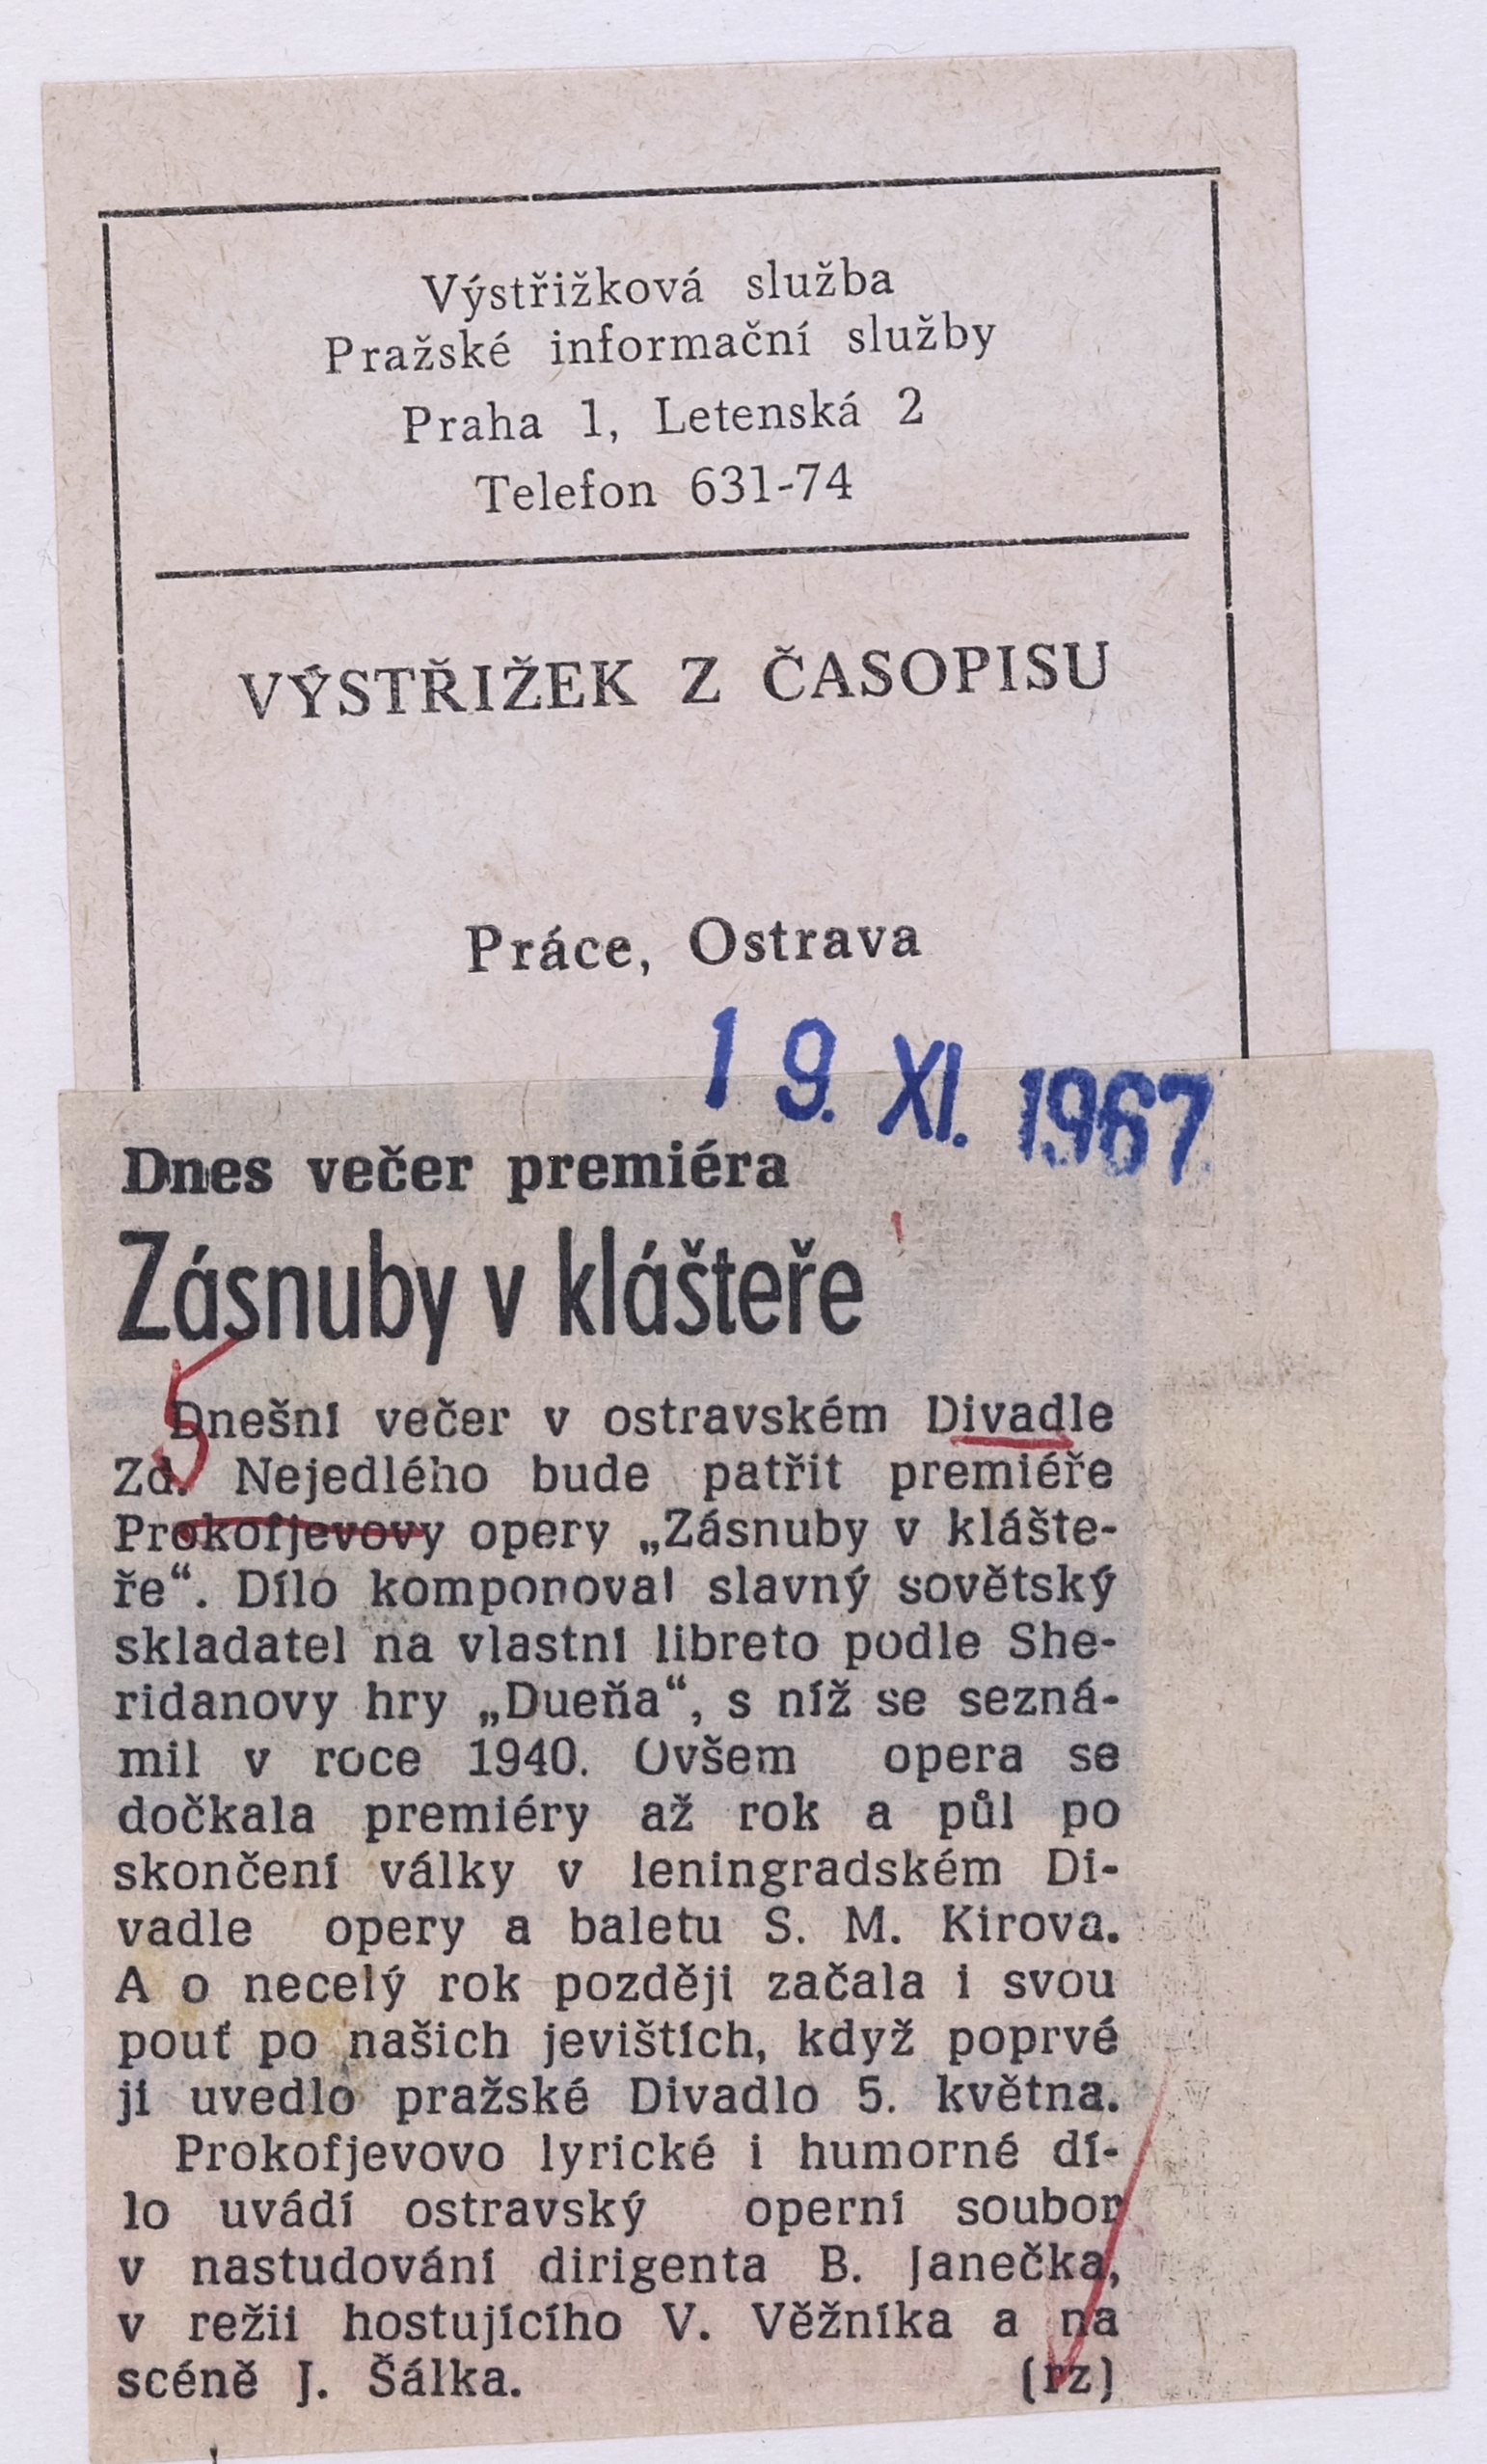 Výstřižková služba
Pražské informační služby
Praha 1, Letenská 2
Telefon 631-74
VÝSTŘIŽEK Z ČASOPISU
Práce, Ostrava
19. XI. 1967
Dnes večer premiéra
Zásnuby v klášteře
Dnešní večer v ostravském Divadle
Zd. Nejedlého bude patřit premiéře
Prokofjevovy opery „Zásnuby v klášte-
ře“. Dílo komponoval slavný sovětský
skladatel na vlastní libreto podle She-
ridanovy hry „Dueňa“, s níž se sezná-
mil v roce 1940. Ovšem opera se
dočkala premiéry až rok a půl po
skončení války v leningradském Di-
vadle opery a baletu S. M. Kirova.
A o necelý rok později začala i svou
pouť po našich jevištích, když poprvé
ji uvedlo pražské Divadlo 5. května.
Prokofjevovo lyrické i humorné dí-
lo uvádí ostravský operní soubor
v nastudování dirigenta B. Janečka,
v režii hostujícího V. Věžníka a na
scéně J. Šálka. (rz)